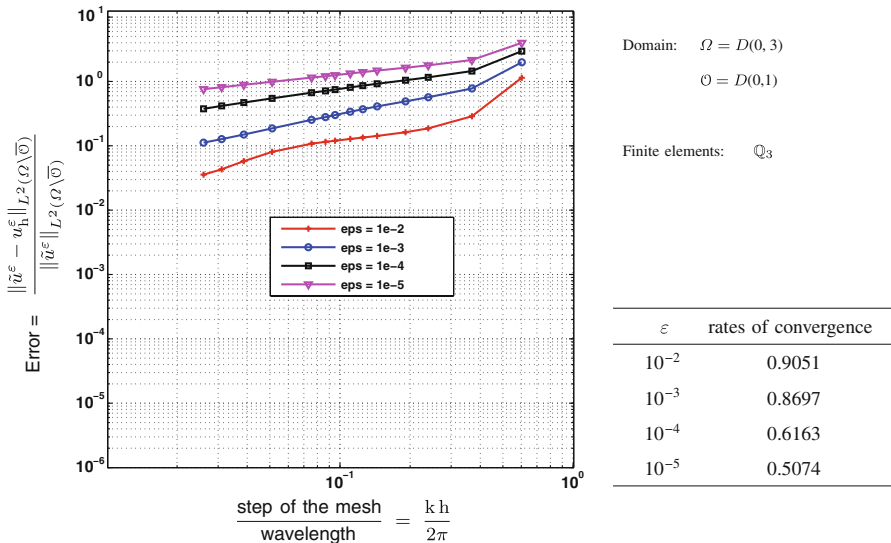 10^1
10^0
10^-1
10^-2
10^-3
10^-4
10^-5
10^-6
10^-1
10^0
Error = ‖ũ^ε − u_h^ε‖_{L²(Ω\𝒪̅)} / ‖ũ^ε‖_{L²(Ω\𝒪̅)}
eps = 1e-2
eps = 1e-3
eps = 1e-4
eps = 1e-5
step of the mesh / wavelength = k h / 2π
Domain: Ω = D(0, 3)
𝒪 = D(0,1)
Finite elements: ℚ_3
ε rates of convergence
10^−2 0.9051
10^−3 0.8697
10^−4 0.6163
10^−5 0.5074